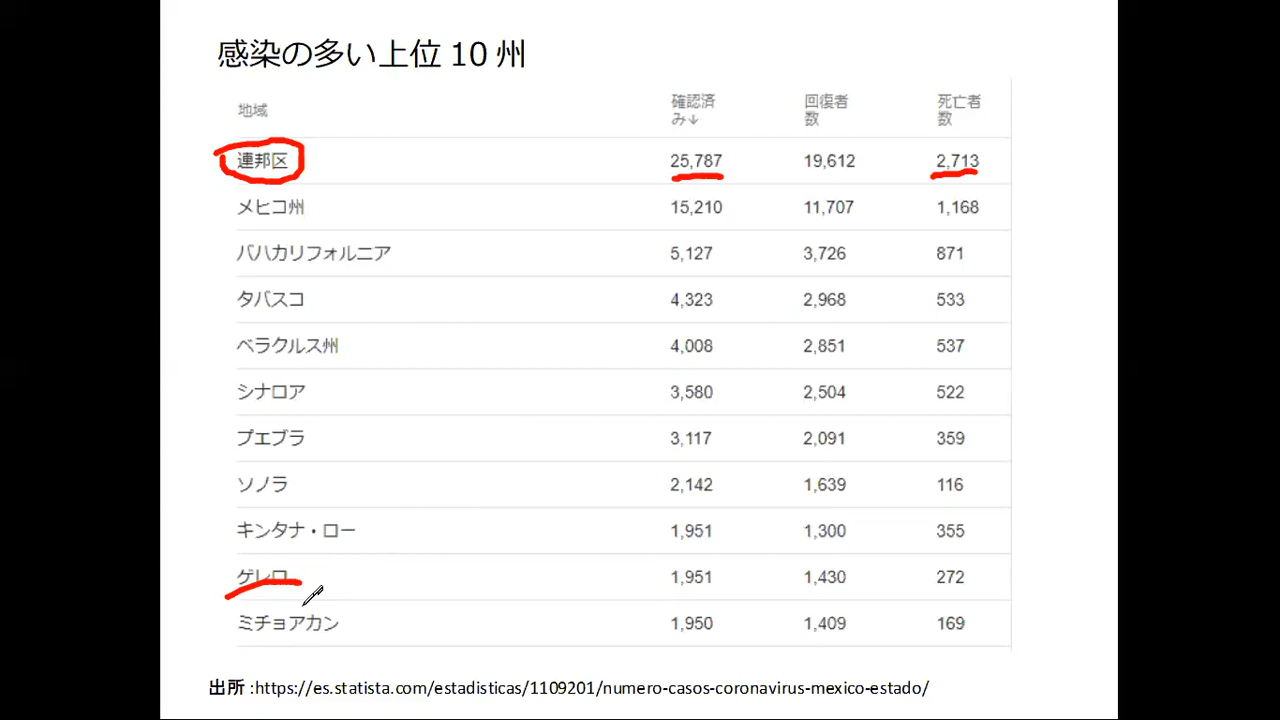 感染の多い上位 10 州
地域 確認済み↓ 回復者数 死亡者数
連邦区 25,787 19,612 2,713
メヒコ州 15,210 11,707 1,168
バハカリフォルニア 5,127 3,726 871
タバスコ 4,323 2,968 533
ベラクルス州 4,008 2,851 537
シナロア 3,580 2,504 522
プエブラ 3,117 2,091 359
ソノラ 2,142 1,639 116
キンタナ・ロー 1,951 1,300 355
ゲレロ 1,951 1,430 272
ミチョアカン 1,950 1,409 169
出所 :https://es.statista.com/estadisticas/1109201/numero-casos-coronavirus-mexico-estado/